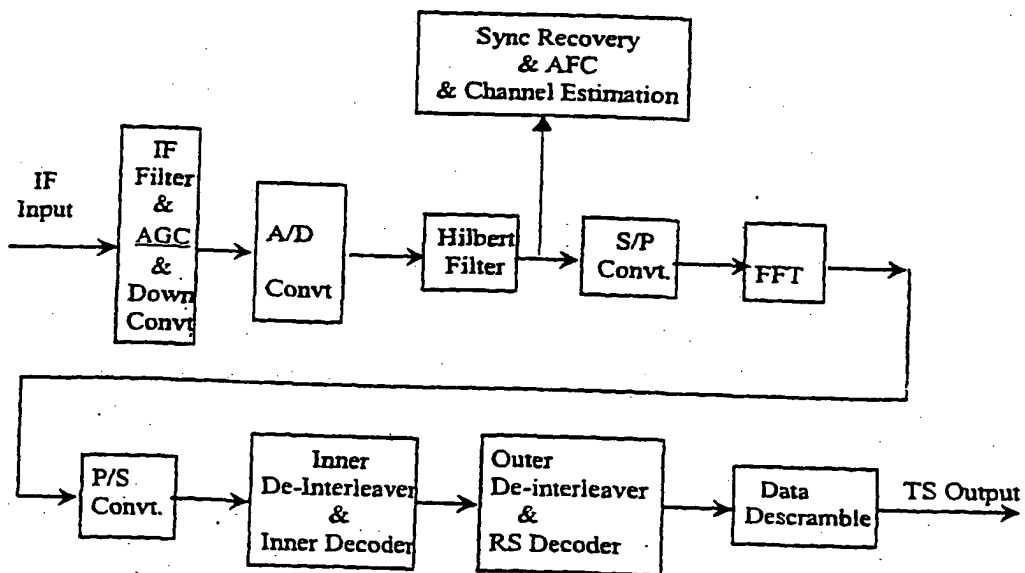 Sync Recovery
& AFC
& Channel Estimation
IF
Input
IF
Filter
&
AGC
&
Down
Convt
A/D
Convt
Hilbert
Filter
S/P
Convt.
FFT
P/S
Convt.
Inner
De-Interleaver
&
Inner Decoder
Outer
De-interleaver
&
RS Decoder
Data
Descramble
TS Output